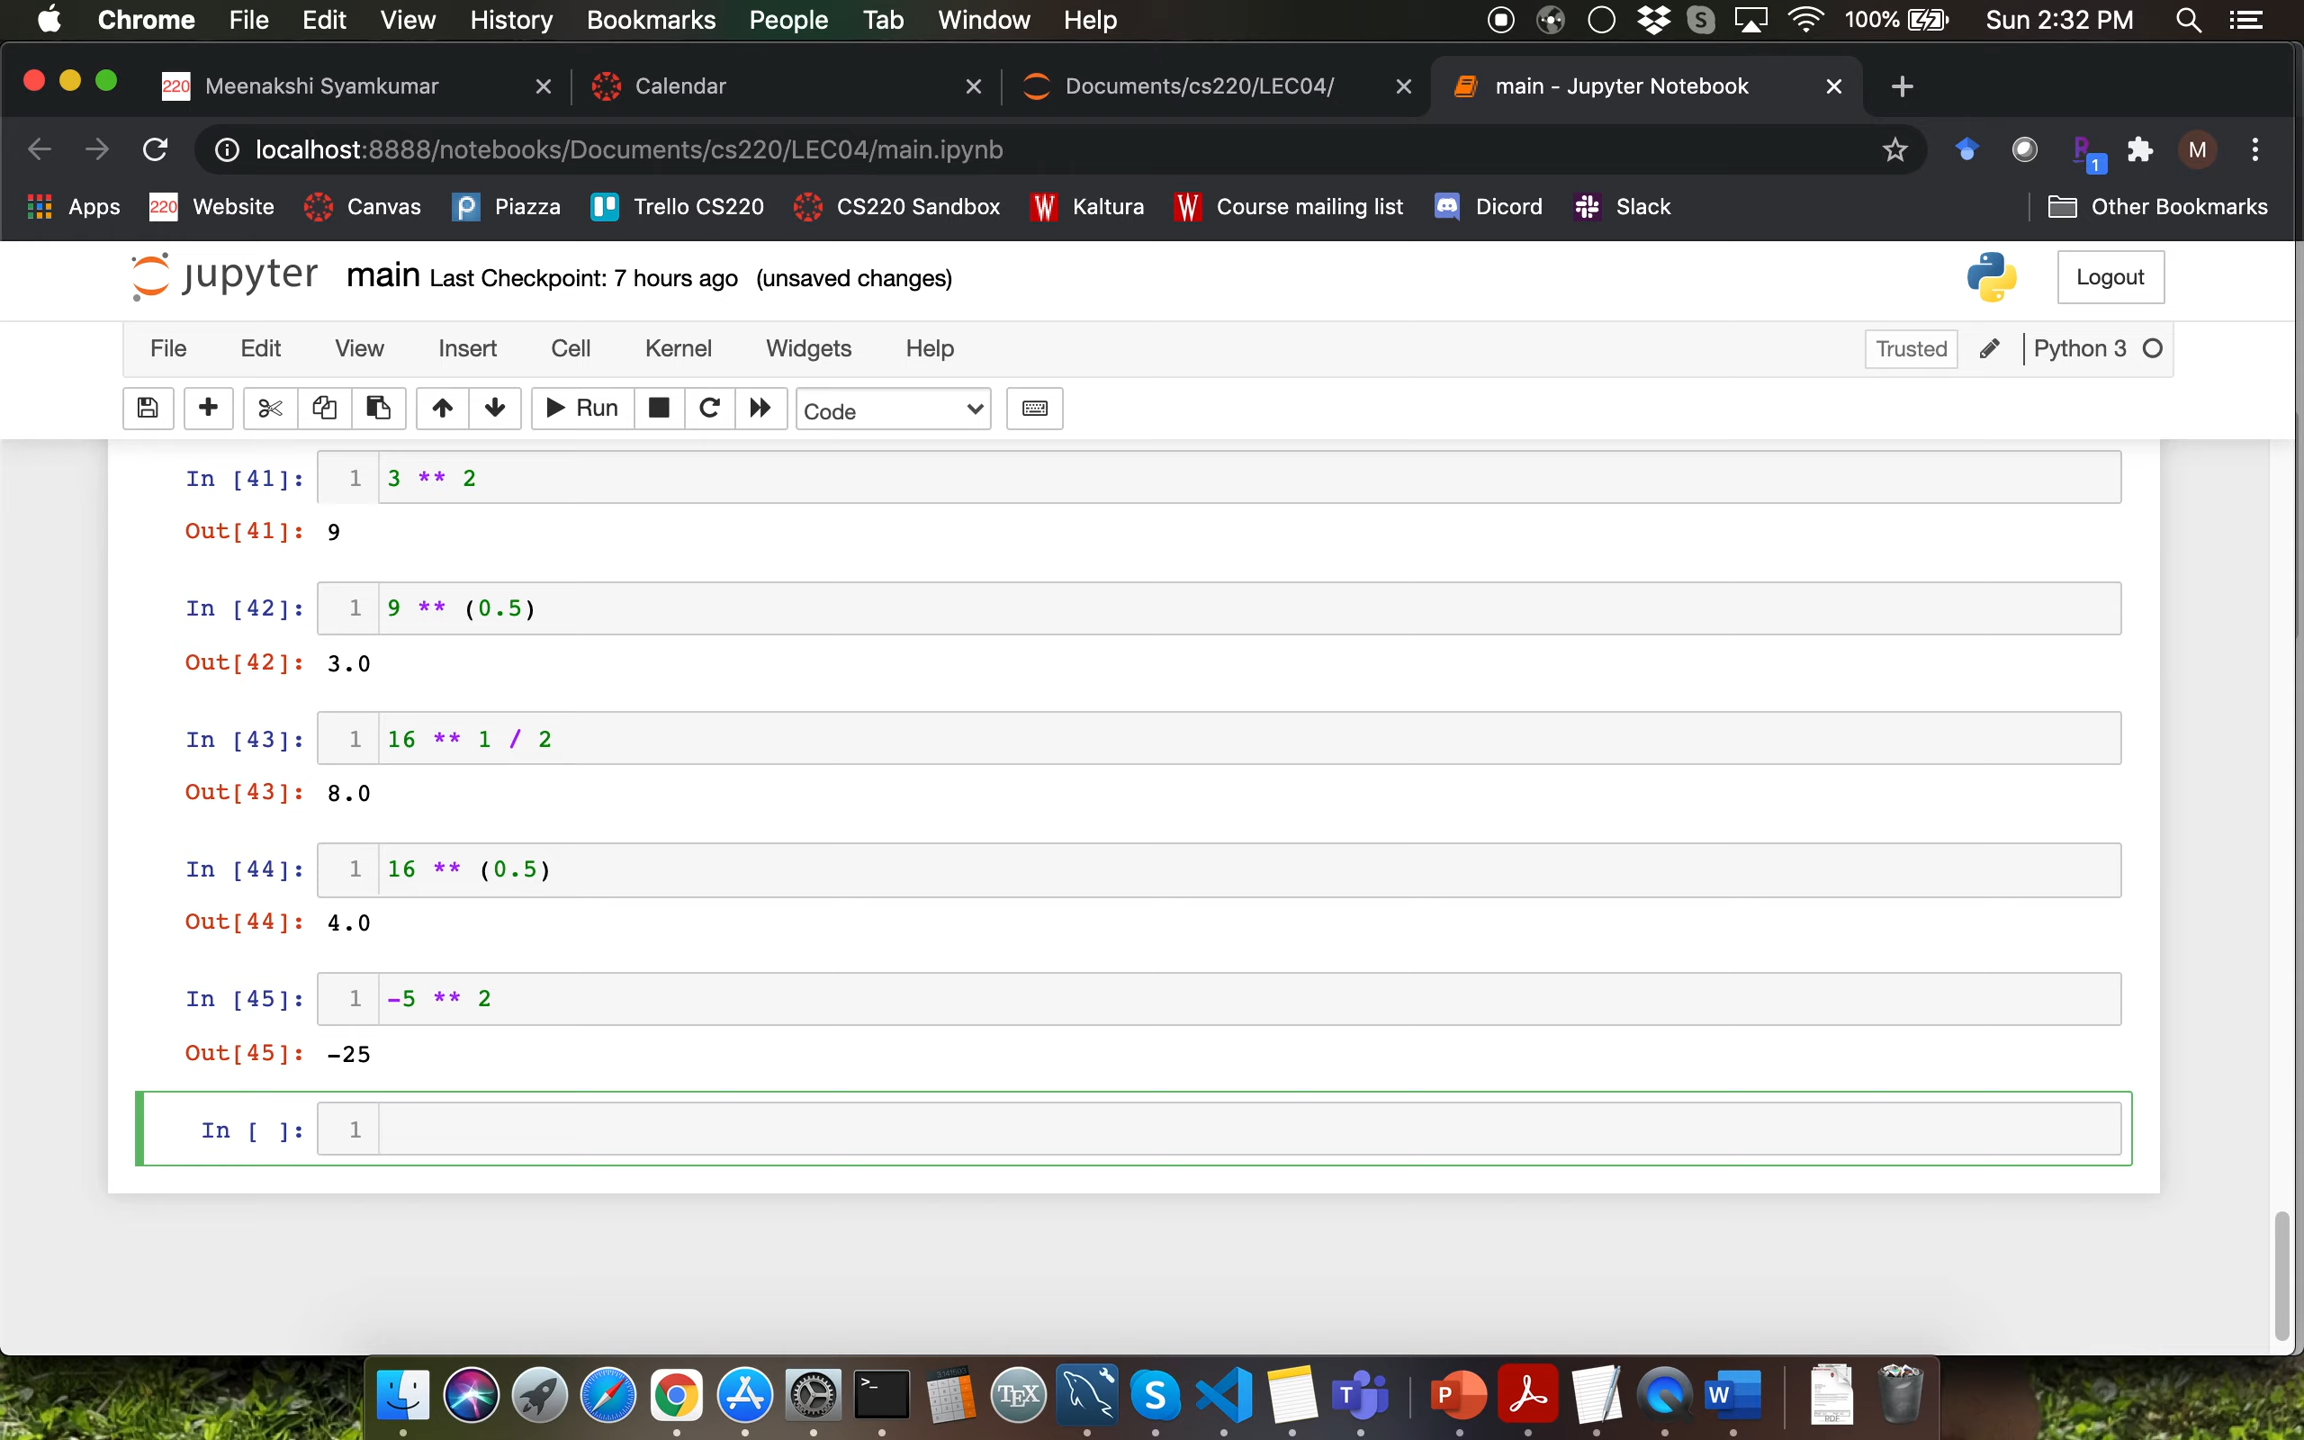 Chrome File Edit View History Bookmarks People Tab Window Help 100% Sun 2:32 PM
220 Meenakshi Syamkumar Calendar Documents/cs220/LEC04/ main - Jupyter Notebook
localhost:8888/notebooks/Documents/cs220/LEC04/main.ipynb 1 M
Apps 220 Website Canvas Piazza Trello CS220 CS220 Sandbox Kaltura Course mailing list Dicord Slack Other Bookmarks
jupyter main Last Checkpoint: 7 hours ago (unsaved changes) Logout
File Edit View Insert Cell Kernel Widgets Help Trusted Python 3
Run Code
In [41]: 1 3 ** 2
Out[41]: 9
In [42]: 1 9 ** (0.5)
Out[42]: 3.0
In [43]: 1 16 ** 1 / 2
Out[43]: 8.0
In [44]: 1 16 ** (0.5)
Out[44]: 4.0
In [45]: 1 -5 ** 2
Out[45]: -25
In [ ]: 1